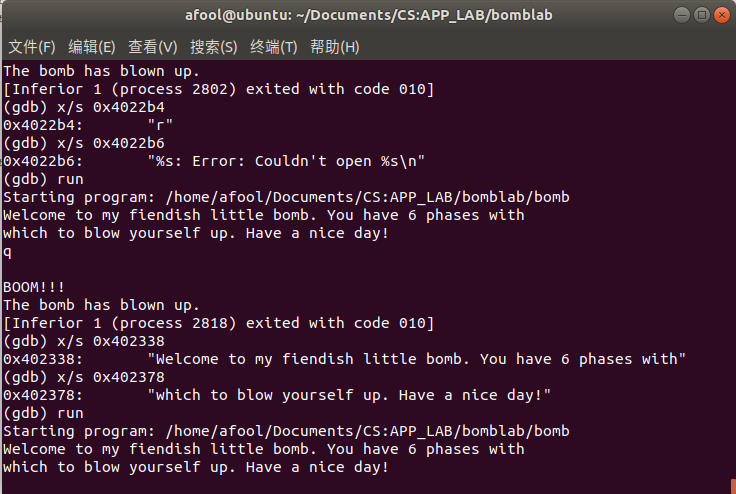 afool@ubuntu: ~/Documents/CS:APP_LAB/bomblab
文件(F) 编辑(E) 查看(V) 搜索(S) 终端(T) 帮助(H)
The bomb has blown up.
[Inferior 1 (process 2802) exited with code 010]
(gdb) x/s 0x4022b4
0x4022b4:       "r"
(gdb) x/s 0x4022b6
0x4022b6:       "%s: Error: Couldn't open %s\n"
(gdb) run
Starting program: /home/afool/Documents/CS:APP_LAB/bomblab/bomb
Welcome to my fiendish little bomb. You have 6 phases with
which to blow yourself up. Have a nice day!
q

BOOM!!!
The bomb has blown up.
[Inferior 1 (process 2818) exited with code 010]
(gdb) x/s 0x402338
0x402338:       "Welcome to my fiendish little bomb. You have 6 phases with"
(gdb) x/s 0x402378
0x402378:       "which to blow yourself up. Have a nice day!"
(gdb) run
Starting program: /home/afool/Documents/CS:APP_LAB/bomblab/bomb
Welcome to my fiendish little bomb. You have 6 phases with
which to blow yourself up. Have a nice day!